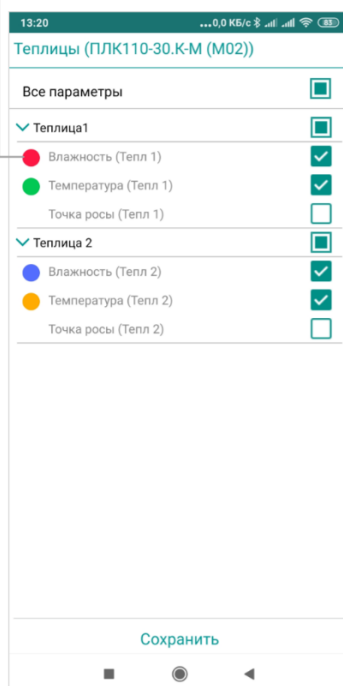 13:20 ...0,0 КБ/с 83
Теплицы (ПЛК110-30.К-М (М02))
Все параметры
Теплица1
Влажность (Тепл 1)
Температура (Тепл 1)
Точка росы (Тепл 1)
Теплица 2
Влажность (Тепл 2)
Температура (Тепл 2)
Точка росы (Тепл 2)
Сохранить